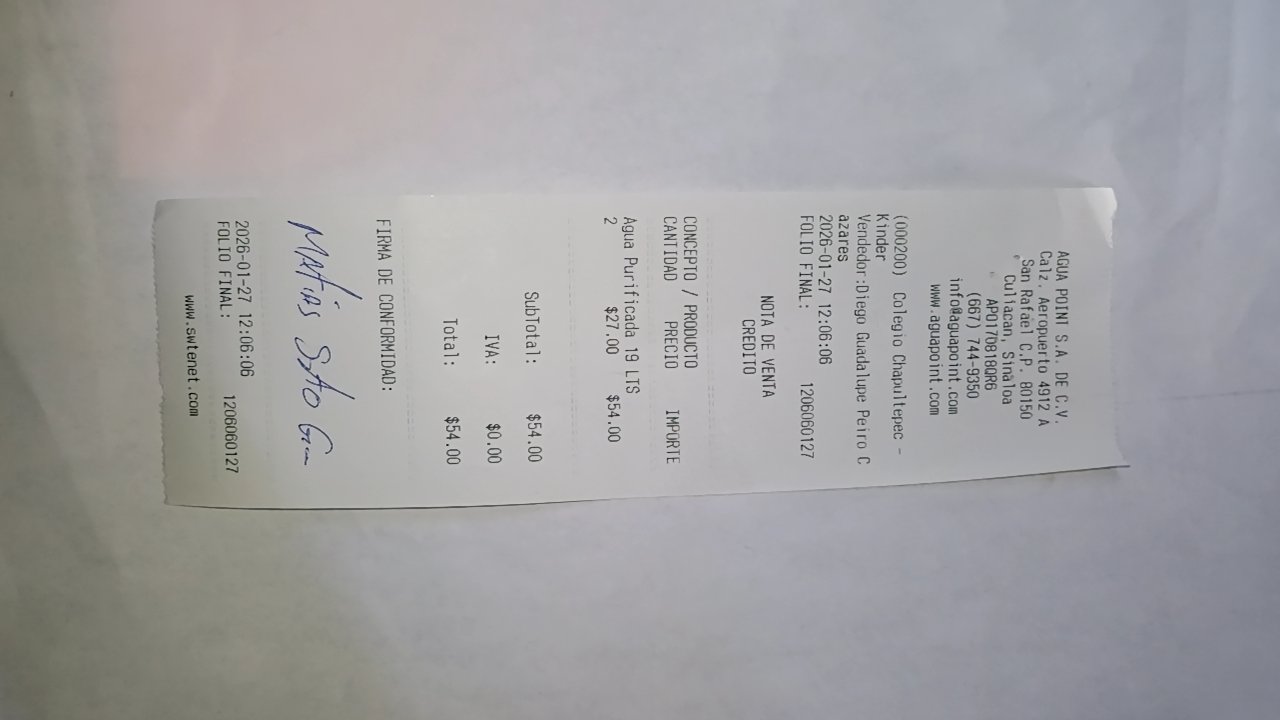 AGUA POINT S.A. DE C.V.
Calz. Aeropuerto 4912 A
San Rafael C.P. 80150
Culiacan, Sinaloa
APO170818QR6
(667) 744-9350
info@aguapoint.com
www.aguapoint.com
(000200) Colegio Chapultepec -
Kinder
Vendedor:Diego Guadalupe Peiro C
azares
2026-01-27 12:06:06
FOLIO FINAL: 1206060127
NOTA DE VENTA
CREDITO
CONCEPTO / PRODUCTO
CANTIDAD PRECIO IMPORTE
Agua Purificada 19 LTS
2 $27.00 $54.00
SubTotal: $54.00
IVA: $0.00
Total: $54.00
FIRMA DE CONFORMIDAD:
Matias Soto
2026-01-27 12:06:06
FOLIO FINAL: 1206060127
www.swtenet.com